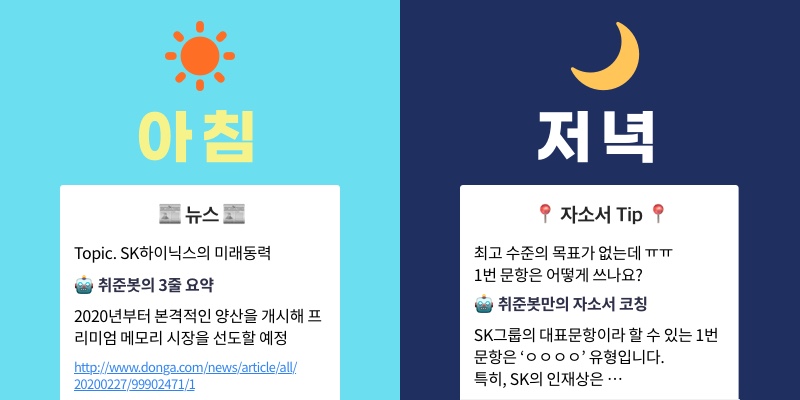 아침
📰 뉴스 📰
Topic. SK하이닉스의 미래동력
🤖 취준봇의 3줄 요약
2020년부터 본격적인 양산을 개시해 프
리미엄 메모리 시장을 선도할 예정
http://www.donga.com/news/article/all/
20200227/99902471/1
저녁
📍 자소서 Tip 📍
최고 수준의 목표가 없는데 ㅠㅠ
1번 문항은 어떻게 쓰나요?
🤖 취준봇만의 자소서 코칭
SK그룹의 대표문항이라 할 수 있는 1번
문항은 ‘ㅇㅇㅇㅇ’ 유형입니다.
특히, SK의 인재상은 …